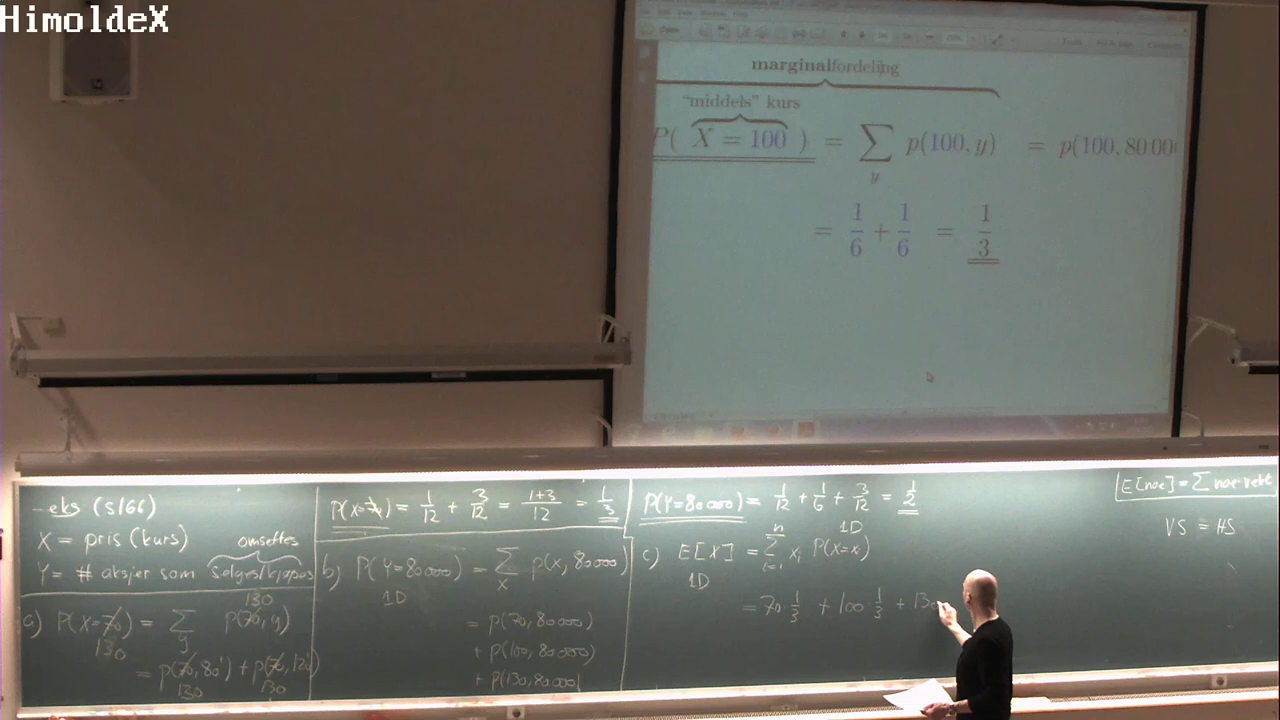 HimoldeX
marginalfordeling
"middels" kurs
P( X = 100 ) = ∑ p(100, y) = p(100, 80 00
y
= 1/6 + 1/6 = 1/3
- eks (s166)
X = pris (kurs)
omsettes
Y = # aksjer som selges/kjøpes
130
a) P(X=70) = ∑ p(70, y)
130 y
= p(70, 80') + p(70, 120')
130 130
P(X=70) = 1/12 + 3/12 = (1+3)/12 = 1/3
b) P(Y=80000) = ∑ p(x, 80000)
1D x
= p(70, 80000)
+ p(100, 80000)
+ p(130, 80000)
P(Y=80000) = 1/12 + 1/6 + 3/12 = 1/2
n 1D
c) E[X] = ∑ xᵢ P(X=xᵢ)
1D i=1
= 70·1/3 + 100·1/3 + 130
E[noe] = ∑ noe·vekt
VS = HS